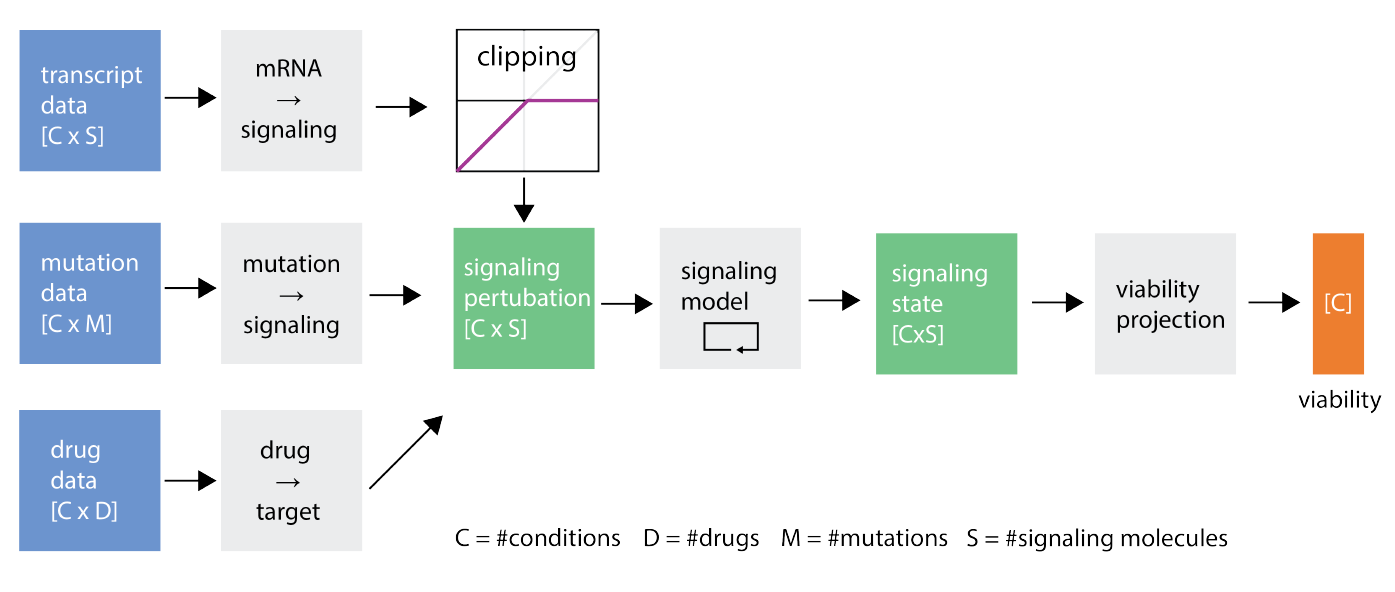 transcript
data
[C x S]
mRNA
→
signaling
clipping
mutation
data
[C x M]
mutation
→
signaling
signaling
pertubation
[C x S]
signaling
model
signaling
state
[CxS]
viability
projection
[C]
viability
drug
data
[C x D]
drug
→
target
C = #conditions D = #drugs M = #mutations S = #signaling molecules